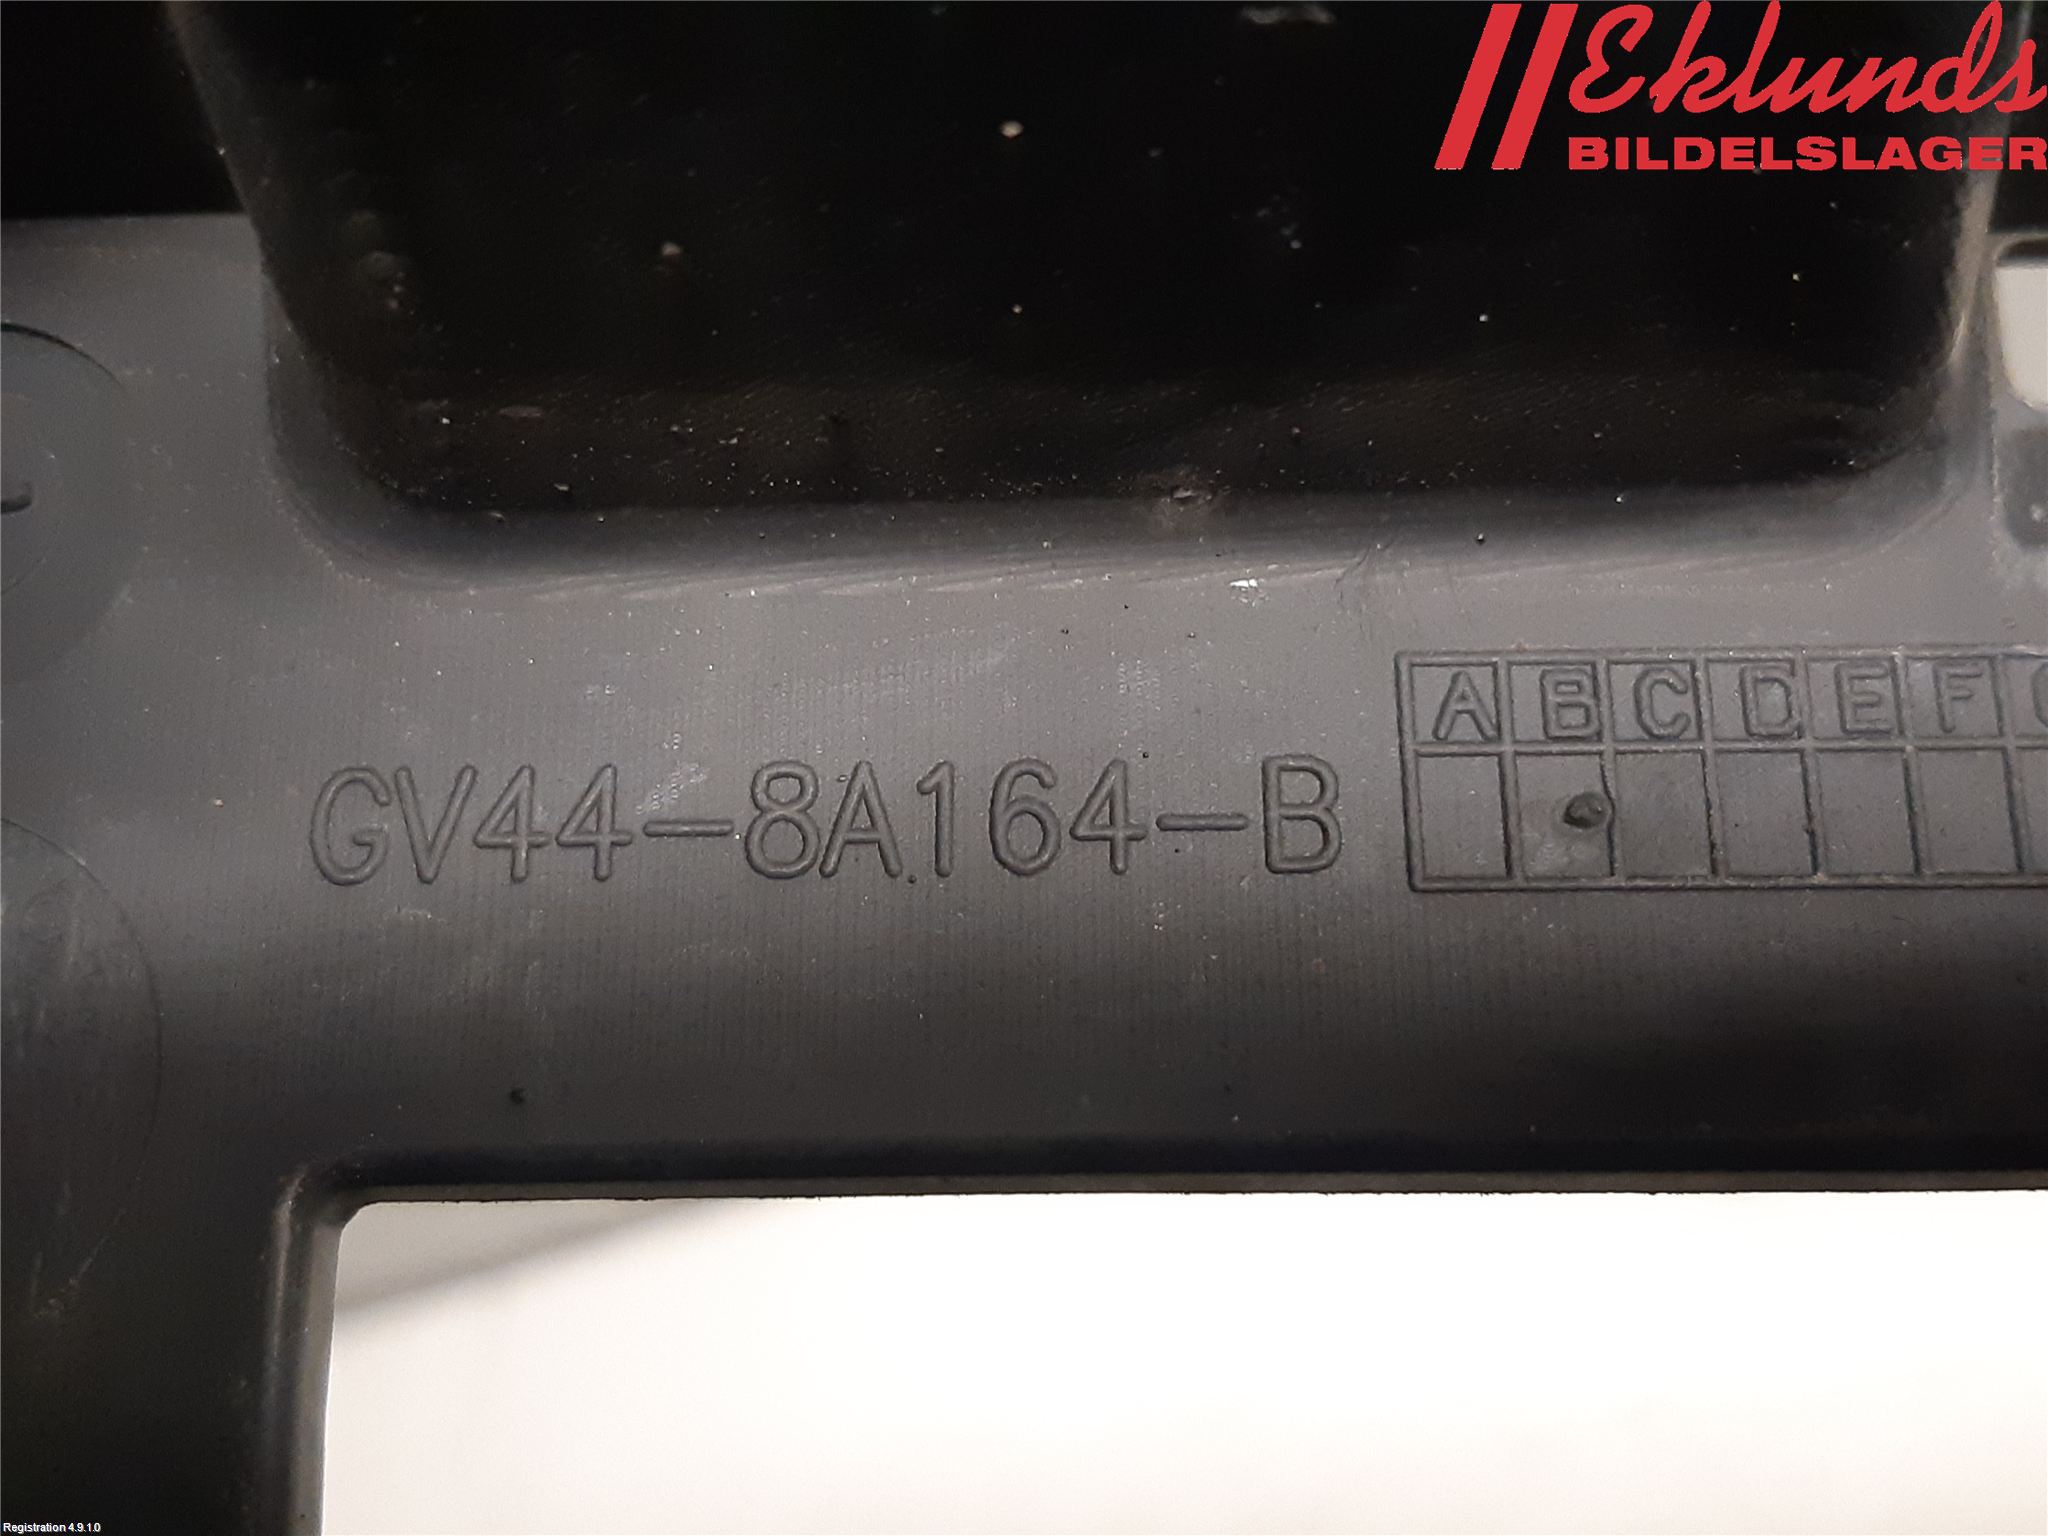 Eklunds
BILDELSLAGER
A B C D E F
GV44-8A164-B
Registration 4.9.1.0